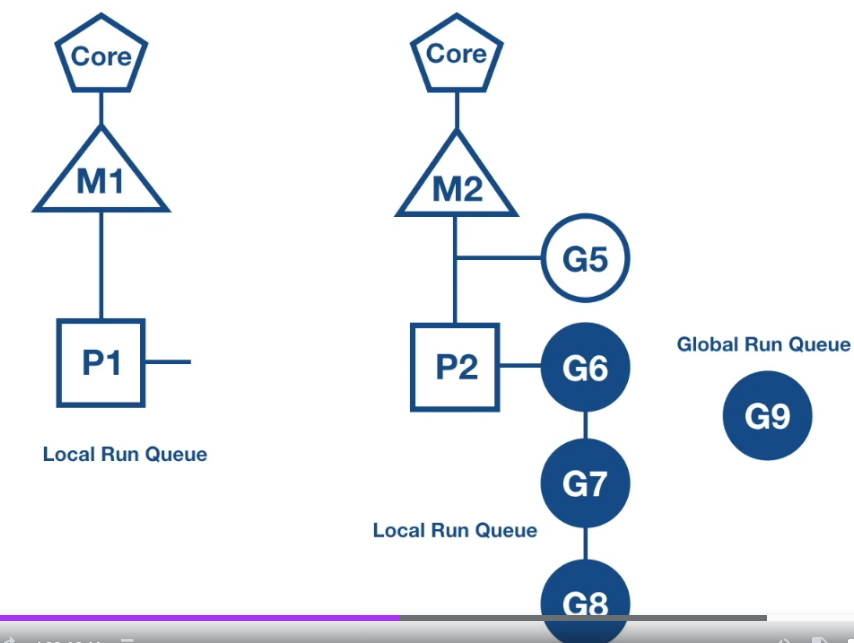 Core
Core
M1
M2
G5
P1
P2
G6
Global Run Queue
G9
Local Run Queue
G7
Local Run Queue
G8